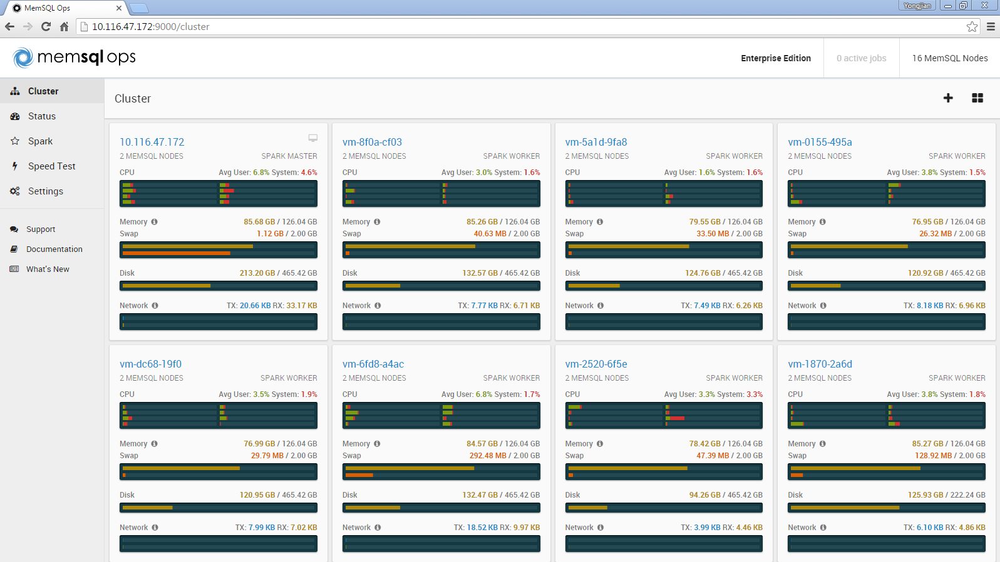 MemSQL Ops
Yongjian
10.116.47.172:9000/cluster
memsql ops
Enterprise Edition
0 active jobs
16 MemSQL Nodes
Cluster
Status
Spark
Speed Test
Settings
Support
Documentation
What's New
Cluster
10.116.47.172
2 MEMSQL NODES SPARK MASTER
CPU Avg User: 6.8% System: 4.6%
Memory 85.68 GB / 126.04 GB
Swap 1.12 GB / 2.00 GB
Disk 213.20 GB / 465.42 GB
Network TX: 20.66 KB RX: 33.17 KB
vm-8f0a-cf03
2 MEMSQL NODES SPARK WORKER
CPU Avg User: 3.0% System: 1.6%
Memory 85.26 GB / 126.04 GB
Swap 40.63 MB / 2.00 GB
Disk 132.57 GB / 465.42 GB
Network TX: 7.77 KB RX: 6.71 KB
vm-5a1d-9fa8
2 MEMSQL NODES SPARK WORKER
CPU Avg User: 1.6% System: 1.6%
Memory 79.55 GB / 126.04 GB
Swap 33.50 MB / 2.00 GB
Disk 124.76 GB / 465.42 GB
Network TX: 7.49 KB RX: 6.26 KB
vm-0155-495a
2 MEMSQL NODES SPARK WORKER
CPU Avg User: 3.8% System: 1.5%
Memory 76.95 GB / 126.04 GB
Swap 26.32 MB / 2.00 GB
Disk 120.92 GB / 465.42 GB
Network TX: 8.18 KB RX: 6.96 KB
vm-dc68-19f0
2 MEMSQL NODES SPARK WORKER
CPU Avg User: 3.5% System: 1.9%
Memory 76.99 GB / 126.04 GB
Swap 29.79 MB / 2.00 GB
Disk 120.95 GB / 465.42 GB
Network TX: 7.99 KB RX: 7.02 KB
vm-6fd8-a4ac
2 MEMSQL NODES SPARK WORKER
CPU Avg User: 6.8% System: 1.7%
Memory 84.57 GB / 126.04 GB
Swap 292.48 MB / 2.00 GB
Disk 132.47 GB / 465.42 GB
Network TX: 18.52 KB RX: 9.97 KB
vm-2520-6f5e
2 MEMSQL NODES SPARK WORKER
CPU Avg User: 3.3% System: 3.3%
Memory 78.42 GB / 126.04 GB
Swap 47.39 MB / 2.00 GB
Disk 94.26 GB / 465.42 GB
Network TX: 3.99 KB RX: 4.46 KB
vm-1870-2a6d
2 MEMSQL NODES SPARK WORKER
CPU Avg User: 3.8% System: 1.8%
Memory 85.27 GB / 126.04 GB
Swap 128.92 MB / 2.00 GB
Disk 125.93 GB / 222.24 GB
Network TX: 6.10 KB RX: 4.86 KB